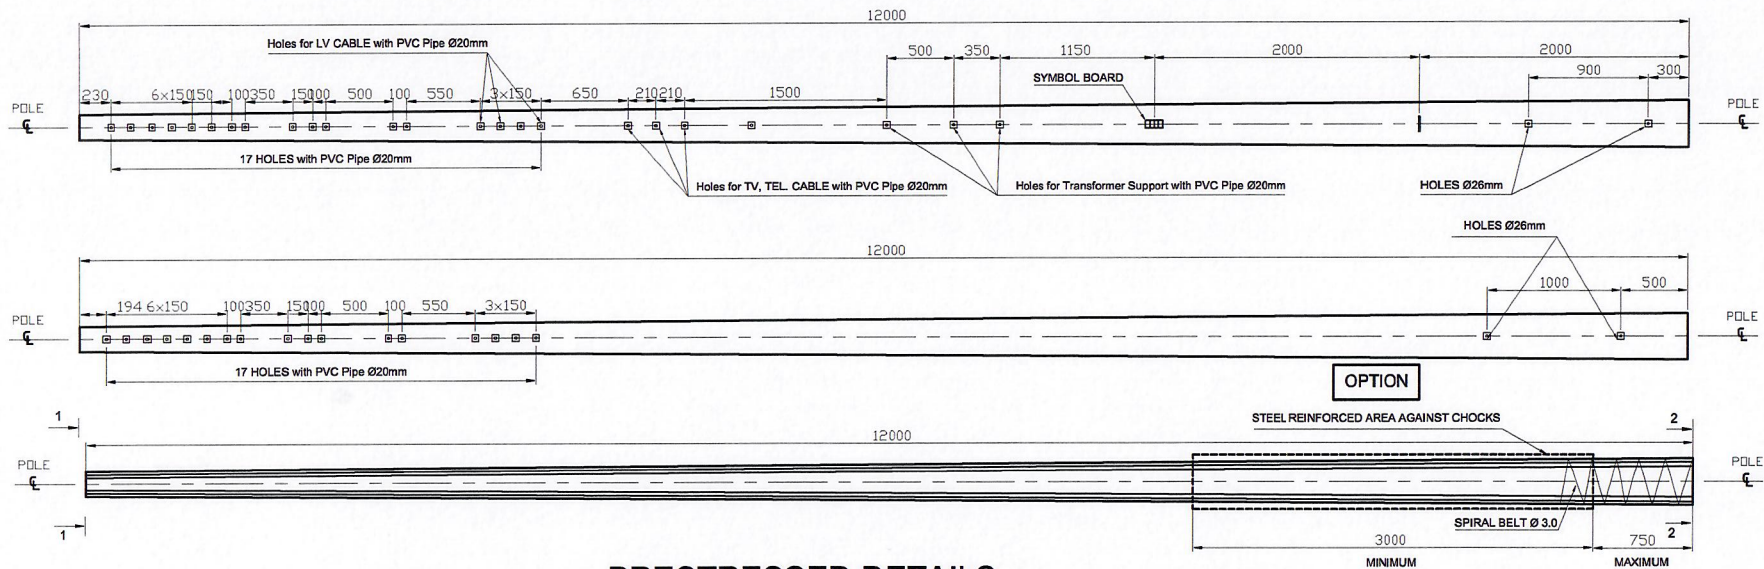 12000
Holes for LV CABLE with PVC Pipe Ø20mm
500 350 1150 2000 2000
SYMBOL BOARD
900 300
230 6×150 150 100 350 150 100 500 100 550 3×150 650 210 210 1500
POLE
℄
POLE
℄
17 HOLES with PVC Pipe Ø20mm
Holes for TV, TEL. CABLE with PVC Pipe Ø20mm
Holes for Transformer Support with PVC Pipe Ø20mm
HOLES Ø26mm
HOLES Ø26mm
12000
1000 500
194 6×150 100 350 150 100 500 100 550 3×150
POLE
℄
POLE
℄
17 HOLES with PVC Pipe Ø20mm
OPTION
STEEL REINFORCED AREA AGAINST CHOCKS
1
2
12000
POLE
℄
POLE
℄
SPIRAL BELT Ø 3.0
1
2
3000 750
MINIMUM MAXIMUM
PRESTRESSED DETAILS